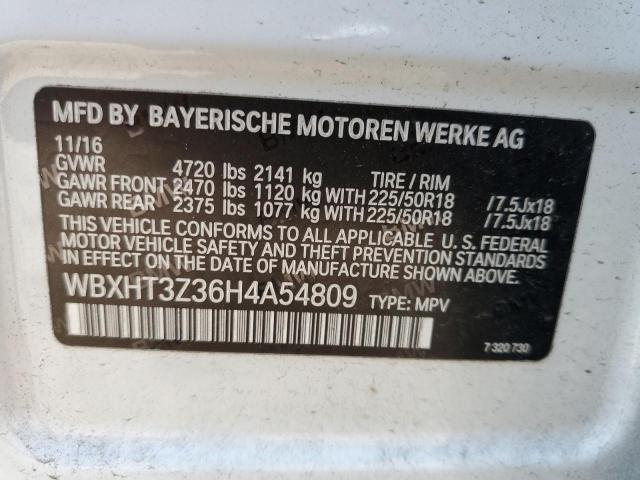 MFD BY BAYERISCHE MOTOREN WERKE AG
11/16
GVWR 4720 lbs 2141 kg TIRE / RIM
GAWR FRONT 2470 lbs 1120 kg WITH 225/50R18 /7.5Jx18
GAWR REAR 2375 lbs 1077 kg WITH 225/50R18 /7.5Jx18
THIS VEHICLE CONFORMS TO ALL APPLICABLE U. S. FEDERAL
MOTOR VEHICLE SAFETY AND THEFT PREVENTION STANDARDS
IN EFFECT ON THE DATE OF MANUFACTURE SHOWN ABOVE.
WBXHT3Z36H4A54809 TYPE: MPV
7 320 730